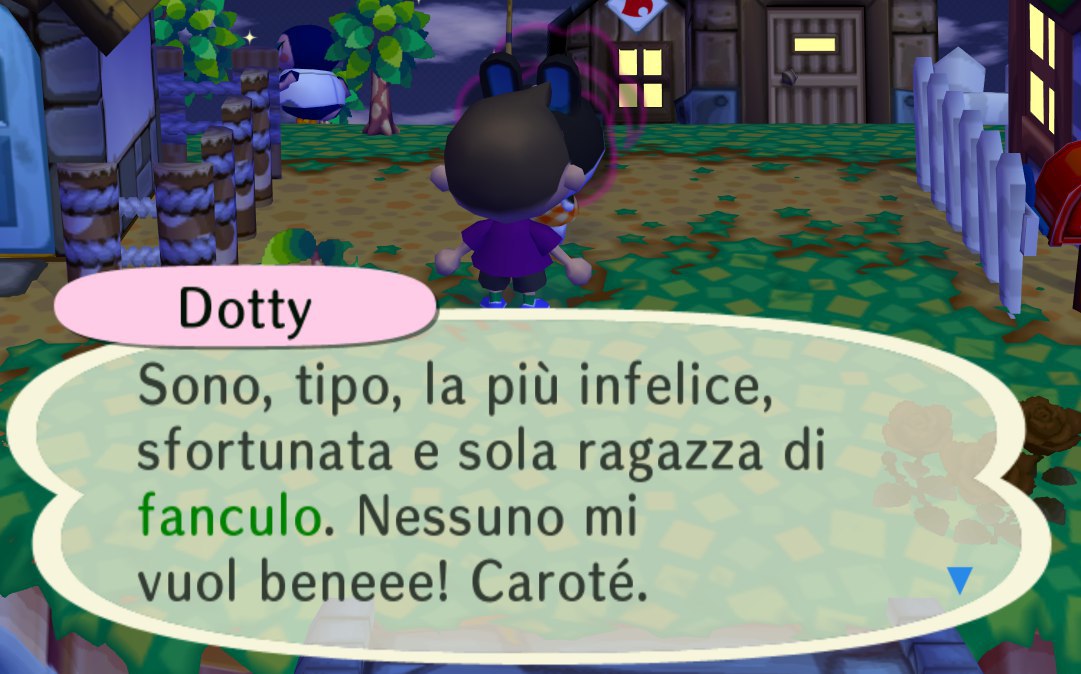 Dotty
Sono, tipo, la più infelice,
sfortunata e sola ragazza di
fanculo. Nessuno mi
vuol beneee! Caroté.